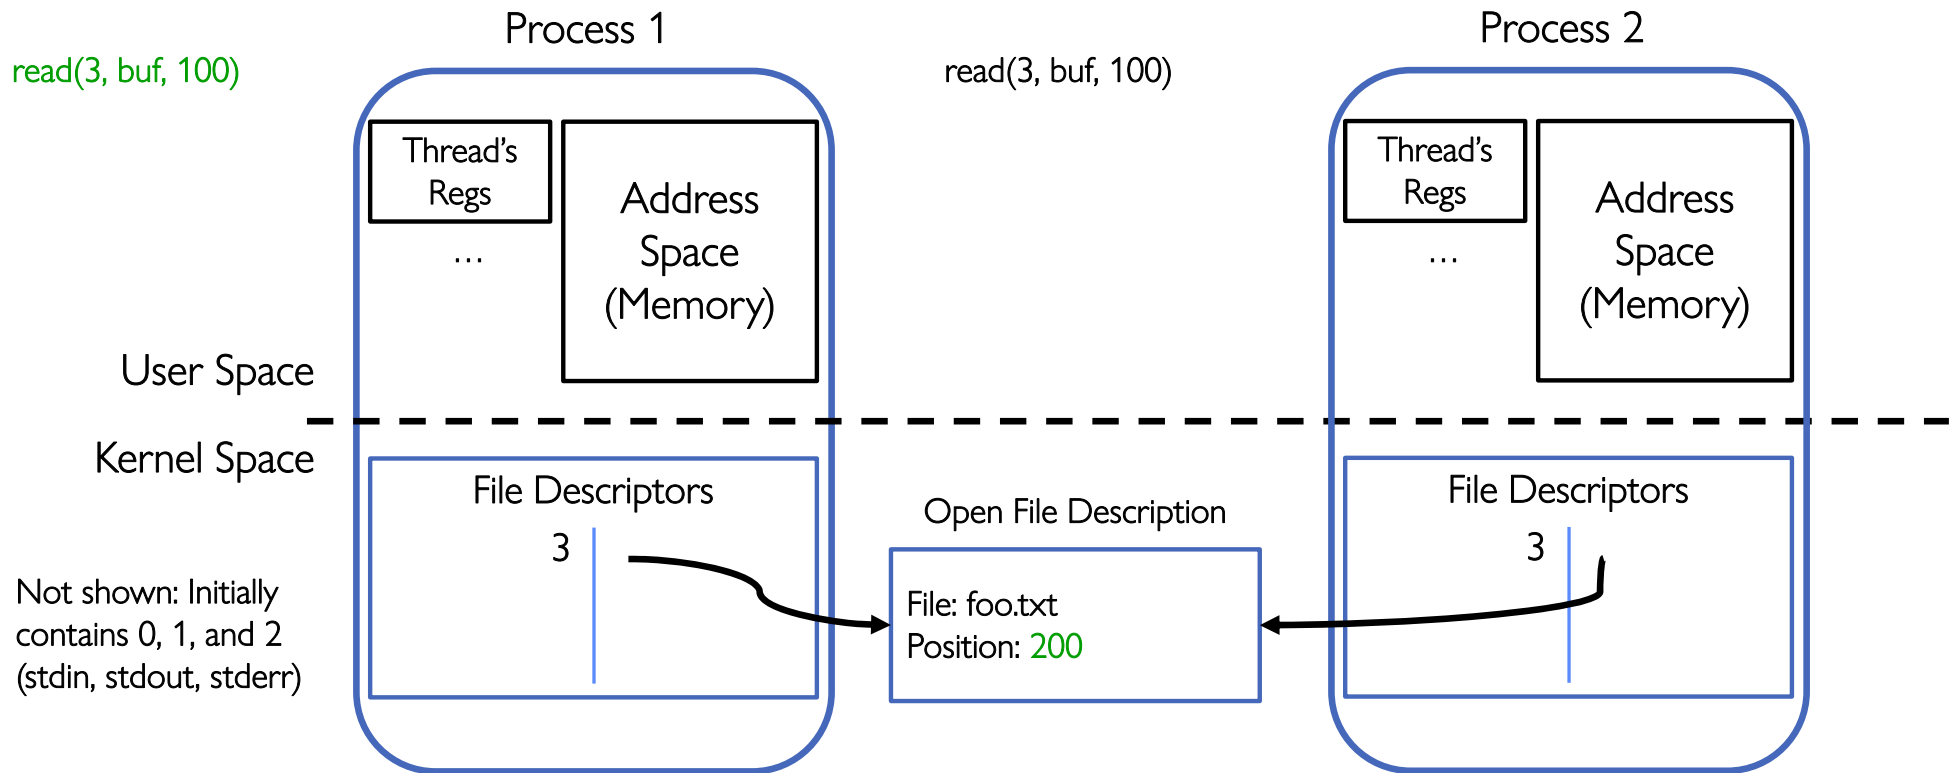 Process 1
Process 2
read(3, buf, 100)
read(3, buf, 100)
Thread's
Regs
...
Address
Space
(Memory)
Thread's
Regs
...
Address
Space
(Memory)
User Space
Kernel Space
File Descriptors
3
Open File Description
File: foo.txt
Position: 200
File Descriptors
3
Not shown: Initially
contains 0, 1, and 2
(stdin, stdout, stderr)